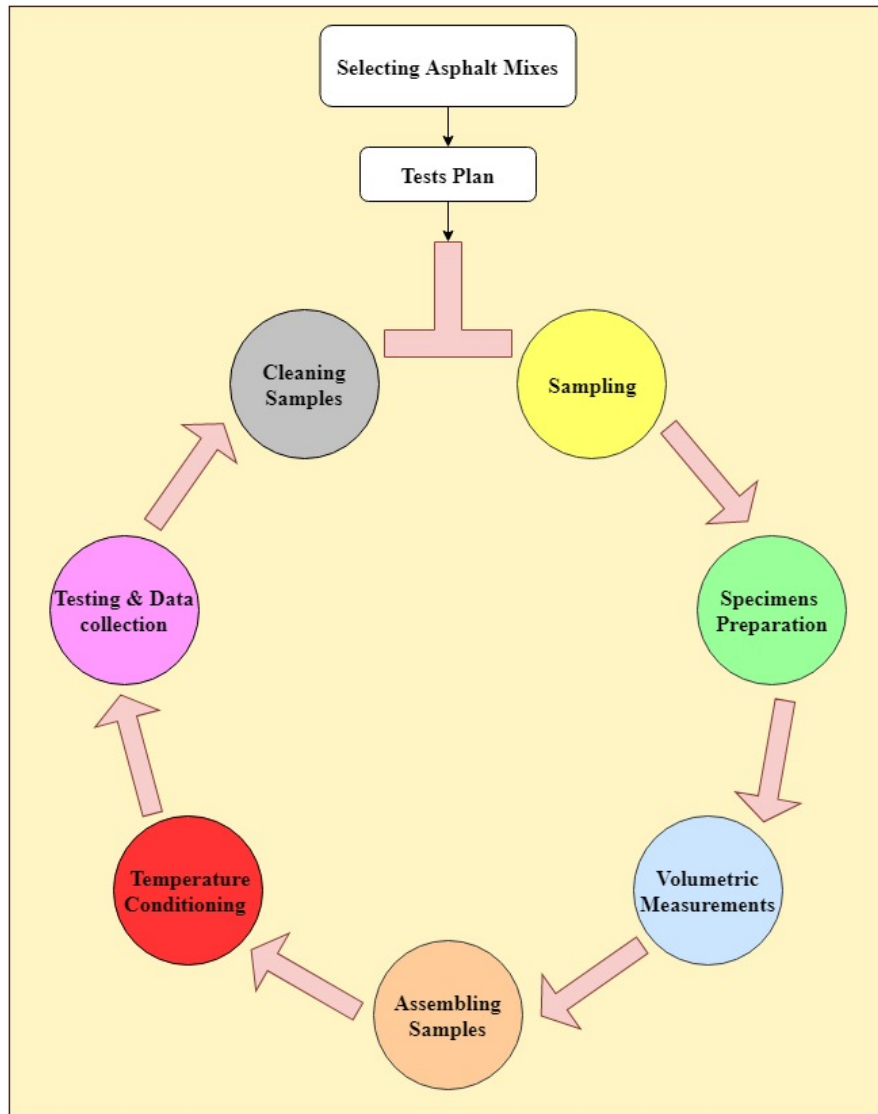 Selecting Asphalt Mixes
Tests Plan
Cleaning
Samples
Sampling
Testing & Data
collection
Specimens
Preparation
Temperature
Conditioning
Volumetric
Measurements
Assembling
Samples